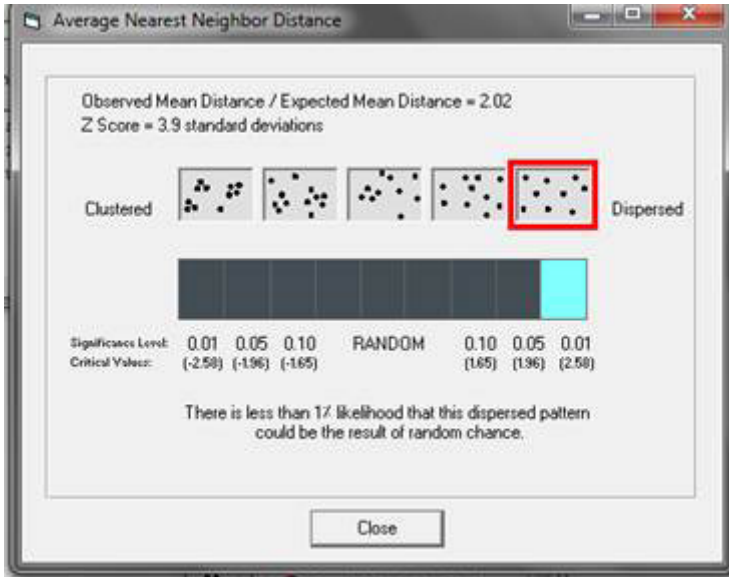 Average Nearest Neighbor Distance
Observed Mean Distance / Expected Mean Distance = 2.02
Z Score = 3.9 standard deviations
Clustered
Dispersed
Significance Level: 0.01 0.05 0.10 RANDOM 0.10 0.05 0.01
Critical Values: (-2.58) (-1.96) (-1.65) (1.65) (1.96) (2.58)
There is less than 1% likelihood that this dispersed pattern
could be the result of random chance.
Close